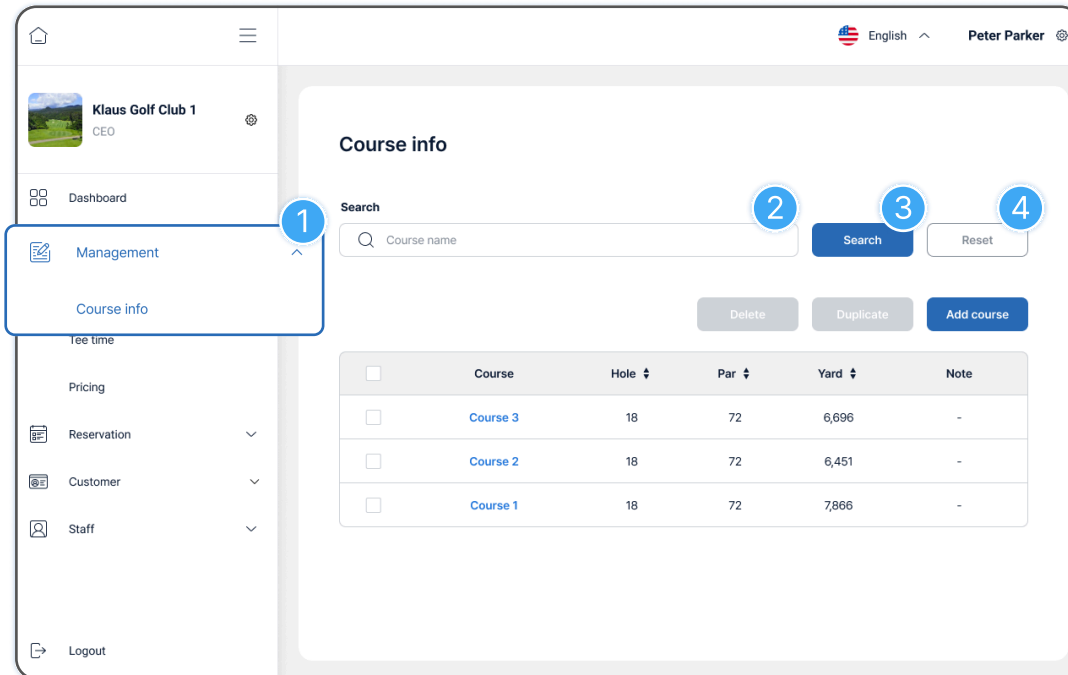 English
Peter Parker
Klaus Golf Club 1
CEO
Dashboard
1
Management
Course info
Tee time
Pricing
Reservation
Customer
Staff
Logout
Course info
Search
2
3
4
Course name
Search
Reset
Delete
Duplicate
Add course
Course Hole Par Yard Note
Course 3 18 72 6,696 -
Course 2 18 72 6,451 -
Course 1 18 72 7,866 -